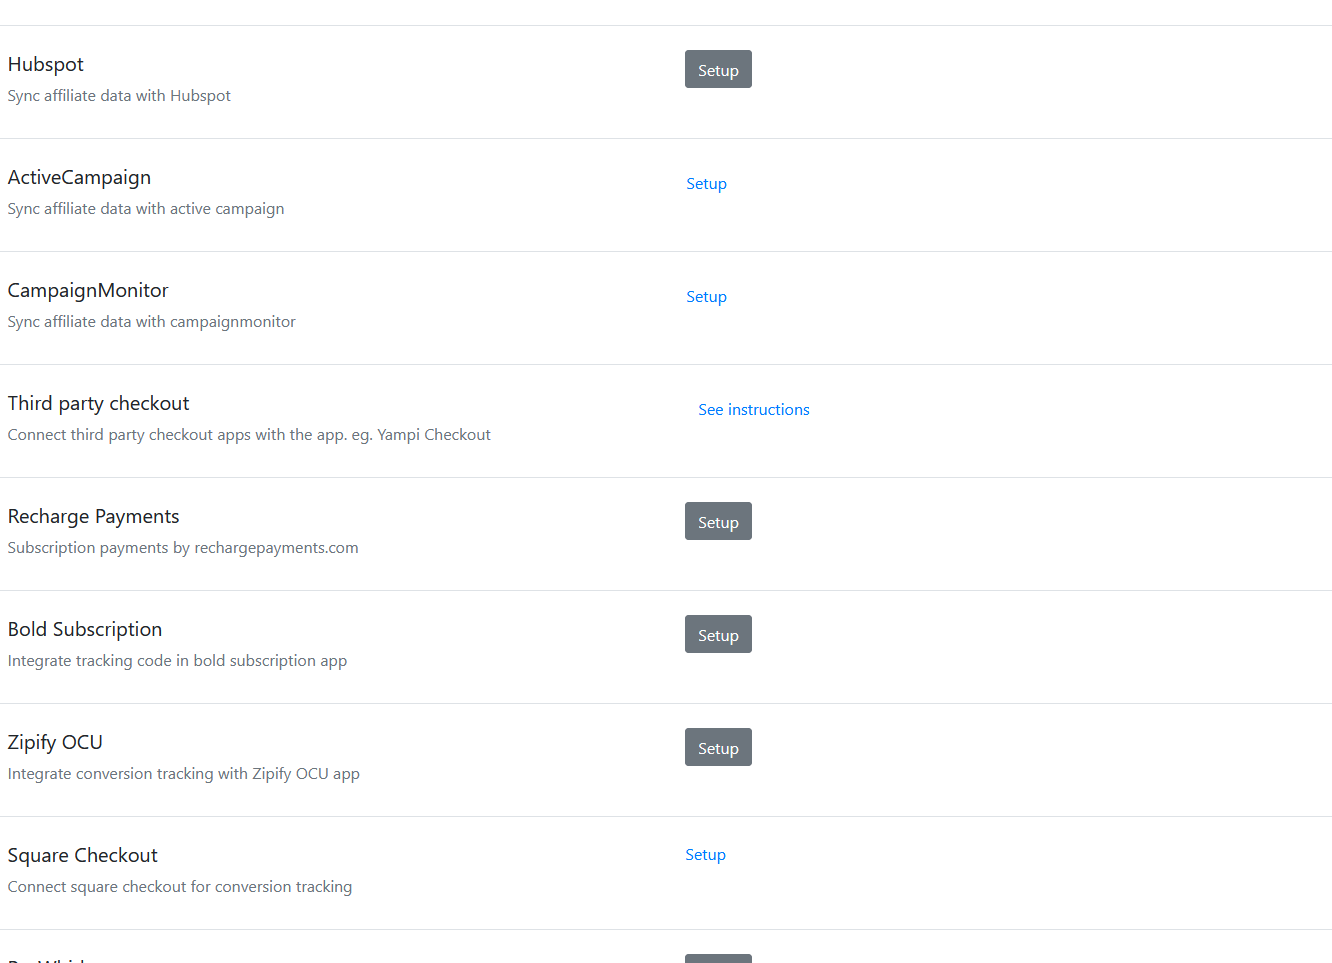 Hubspot
Setup
Sync affiliate data with Hubspot
ActiveCampaign
Setup
Sync affiliate data with active campaign
CampaignMonitor
Setup
Sync affiliate data with campaignmonitor
Third party checkout
See instructions
Connect third party checkout apps with the app. eg. Yampi Checkout
Recharge Payments
Setup
Subscription payments by rechargepayments.com
Bold Subscription
Setup
Integrate tracking code in bold subscription app
Zipify OCU
Setup
Integrate conversion tracking with Zipify OCU app
Square Checkout
Setup
Connect square checkout for conversion tracking